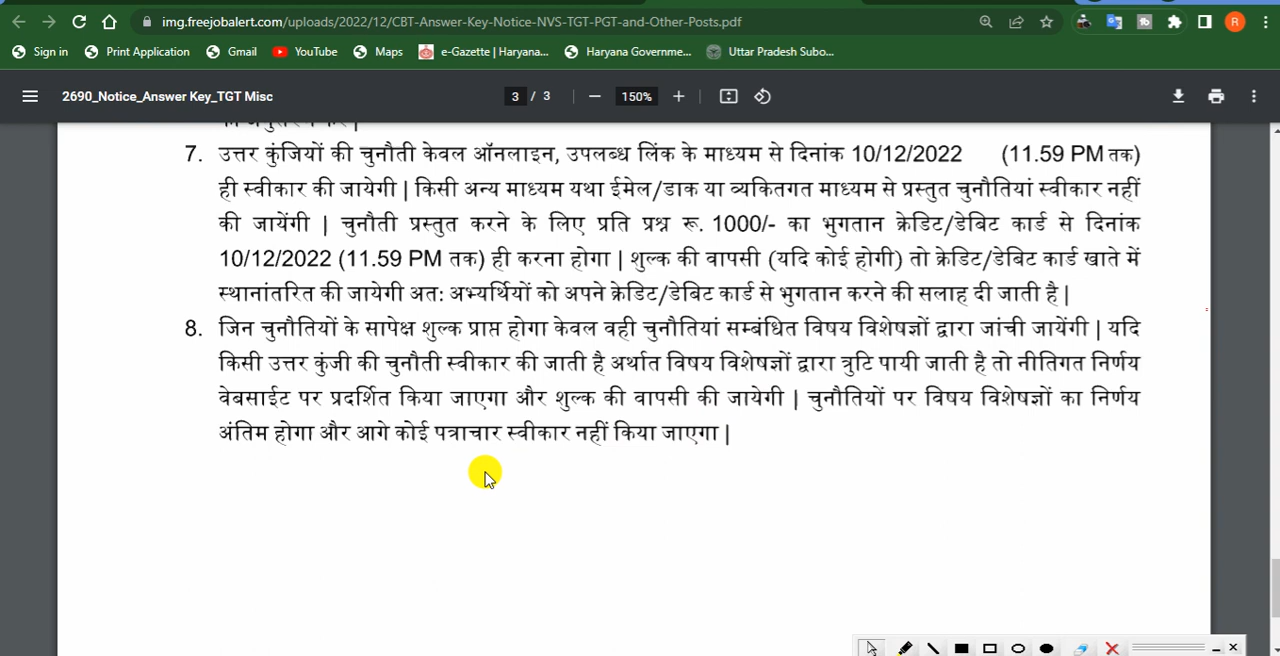 img.freejobalert.com/uploads/2022/12/CBT-Answer-Key-Notice-NVS-TGT-PGT-and-Other-Posts.pdf
R
Sign in Print Application Gmail YouTube Maps e-Gazette | Haryana... Haryana Governme... Uttar Pradesh Subo...
2690_Notice_Answer Key_TGT Misc 3 / 3 150%
7. उत्तर कुंजियों की चुनौती केवल ऑनलाइन, उपलब्ध लिंक के माध्यम से दिनांक 10/12/2022 (11.59 PM तक)
ही स्वीकार की जायेगी | किसी अन्य माध्यम यथा ईमेल/डाक या व्यकितगत माध्यम से प्रस्तुत चुनौतियां स्वीकार नहीं
की जायेंगी | चुनौती प्रस्तुत करने के लिए प्रति प्रश्न रू. 1000/- का भुगतान क्रेडिट/डेबिट कार्ड से दिनांक
10/12/2022 (11.59 PM तक) ही करना होगा | शुल्क की वापसी (यदि कोई होगी) तो क्रेडिट/डेबिट कार्ड खाते में
स्थानांतरित की जायेगी अत: अभ्यर्थियों को अपने क्रेडिट/डेबिट कार्ड से भुगतान करने की सलाह दी जाती है |
8. जिन चुनौतियों के सापेक्ष शुल्क प्राप्त होगा केवल वही चुनौतियां सम्बंधित विषय विशेषज्ञों द्वारा जांची जायेंगी | यदि
किसी उत्तर कुंजी की चुनौती स्वीकार की जाती है अर्थात विषय विशेषज्ञों द्वारा त्रुटि पायी जाती है तो नीतिगत निर्णय
वेबसाईट पर प्रदर्शित किया जाएगा और शुल्क की वापसी की जायेगी | चुनौतियों पर विषय विशेषज्ञों का निर्णय
अंतिम होगा और आगे कोई पत्राचार स्वीकार नहीं किया जाएगा |